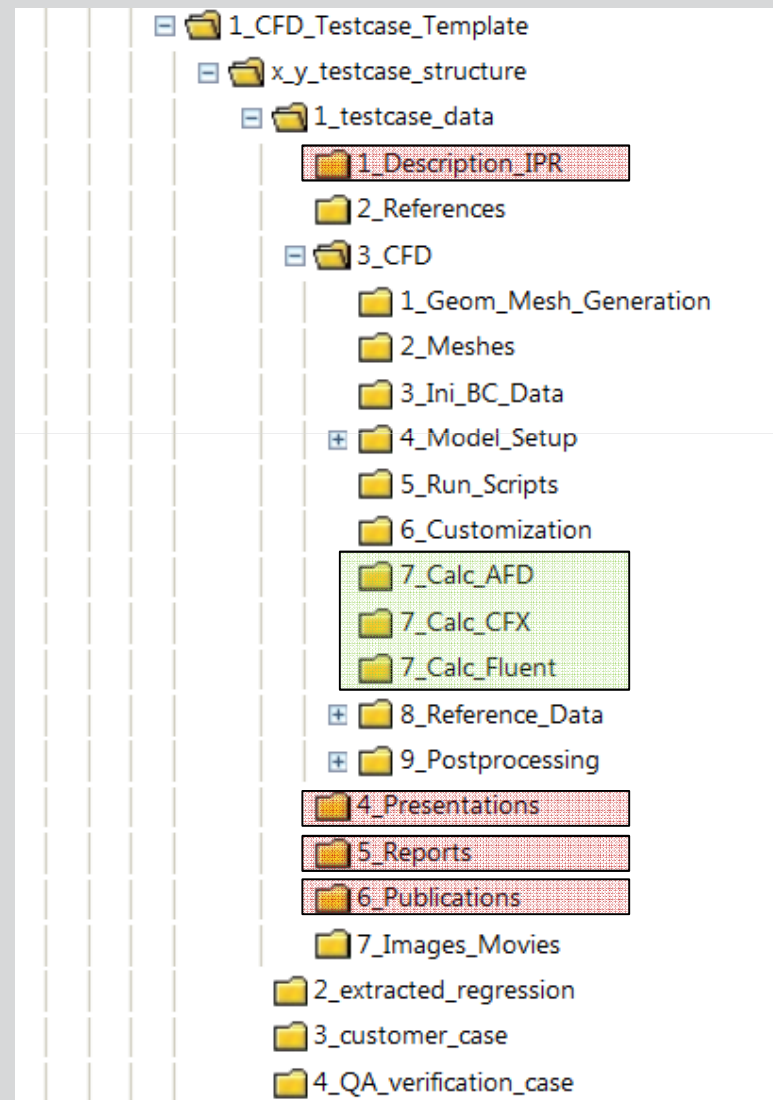 1_CFD_Testcase_Template
x_y_testcase_structure
1_testcase_data
1_Description_IPR
2_References
3_CFD
1_Geom_Mesh_Generation
2_Meshes
3_Ini_BC_Data
4_Model_Setup
5_Run_Scripts
6_Customization
7_Calc_AFD
7_Calc_CFX
7_Calc_Fluent
8_Reference_Data
9_Postprocessing
4_Presentations
5_Reports
6_Publications
7_Images_Movies
2_extracted_regression
3_customer_case
4_QA_verification_case